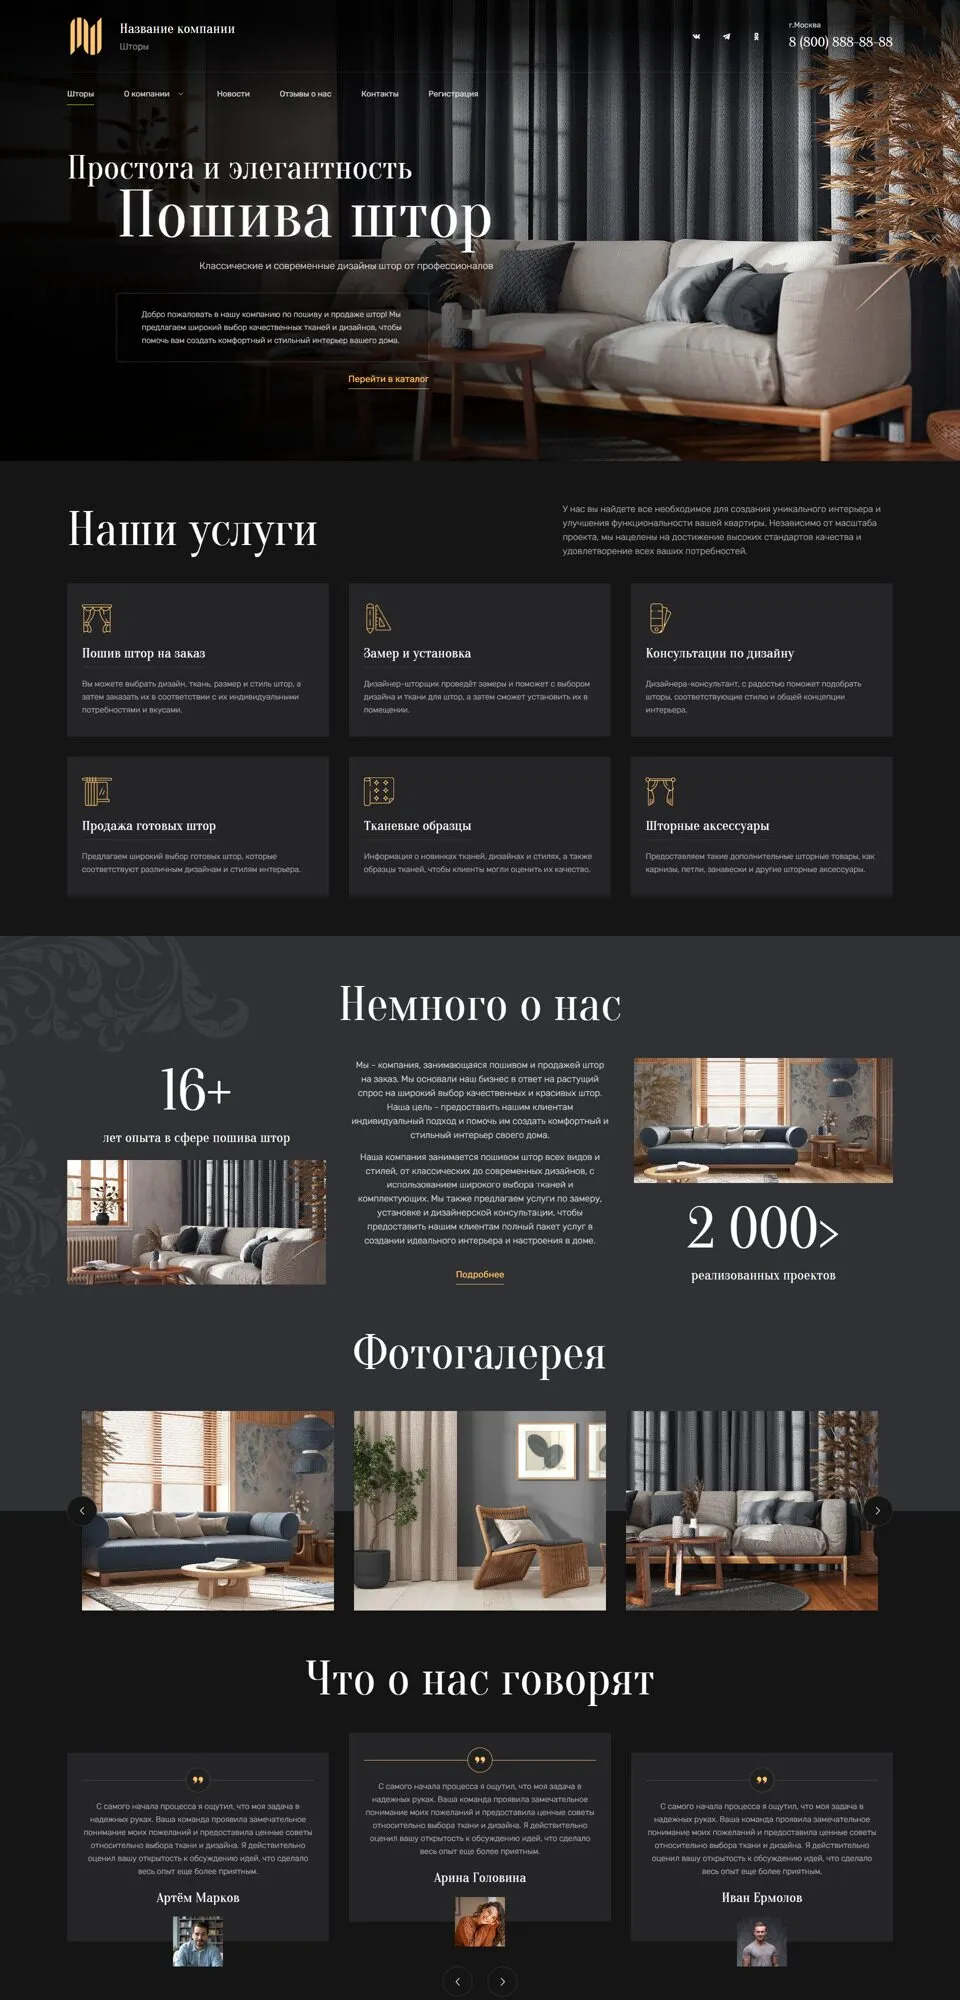 Название компании
Шторы
г.Москва
8 (800) 888-88-88
Шторы
О компании
Новости
Отзывы о нас
Контакты
Регистрация
Простота и элегантность
Пошива штор
Классические и современные дизайны штор от профессионалов
Добро пожаловать в нашу компанию по пошиву и продаже штор! Мы
предлагаем широкий выбор качественных тканей и дизайнов, чтобы
помочь вам создать комфортный и стильный интерьер вашего дома.
Перейти в каталог
Наши услуги
У нас вы найдете все необходимое для создания уникального интерьера и
улучшения функциональности вашей квартиры. Независимо от масштаба
проекта, мы нацелены на достижение высоких стандартов качества и
удовлетворение всех ваших потребностей.
Пошив штор на заказ
Вы можете выбрать дизайн, ткань, размер и стиль штор, а
затем заказать их в соответствии с их индивидуальными
потребностями и вкусами.
Замер и установка
Дизайнер-шторщик проведёт замеры и поможет с выбором
дизайна и ткани для штор, а затем сможет установить их в
помещении.
Консультации по дизайну
Дизайнера-консультант, с радостью поможет подобрать
шторы, соответствующие стилю и общей концепции
интерьера.
Продажа готовых штор
Предлагаем широкий выбор готовых штор, которые
соответствуют различным дизайнам и стилям интерьера.
Тканевые образцы
Информация о новинках тканей, дизайнах и стилях, а также
образцы тканей, чтобы клиенты могли оценить их качество.
Шторные аксессуары
Предоставляем такие дополнительные шторные товары, как
карнизы, петли, занавески и другие шторные аксессуары.
Немного о нас
16+
лет опыта в сфере пошива штор
Мы - компания, занимающаяся пошивом и продажей штор
на заказ. Мы основали наш бизнес в ответ на растущий
спрос на широкий выбор качественных и красивых штор.
Наша цель - предоставить нашим клиентам
индивидуальный подход и помочь им создать комфортный и
стильный интерьер своего дома.
Наша компания занимается пошивом штор всех видов и
стилей, от классических до современных дизайнов, с
использованием широкого выбора тканей и
комплектующих. Мы также предлагаем услуги по замеру,
установке и дизайнерской консультации, чтобы
предоставить нашим клиентам полный пакет услуг в
создании идеального интерьера и настроения в доме.
Подробнее
2 000>
реализованных проектов
Фотогалерея
Что о нас говорят
С самого начала процесса я ощутил, что моя задача в
надежных руках. Ваша команда проявила замечательное
понимание моих пожеланий и предоставила ценные советы
относительно выбора ткани и дизайна. Я действительно
оценил вашу открытость к обсуждению идей, что сделало
весь опыт еще более приятным.
Артём Марков
С самого начала процесса я ощутил, что моя задача в
надежных руках. Ваша команда проявила замечательное
понимание моих пожеланий и предоставила ценные советы
относительно выбора ткани и дизайна. Я действительно
оценил вашу открытость к обсуждению идей, что сделало
весь опыт еще более приятным.
Арина Головина
С самого начала процесса я ощутил, что моя задача в
надежных руках. Ваша команда проявила замечательное
понимание моих пожеланий и предоставила ценные советы
относительно выбора ткани и дизайна. Я действительно
оценил вашу открытость к обсуждению идей, что сделало
весь опыт еще более приятным.
Иван Ермолов